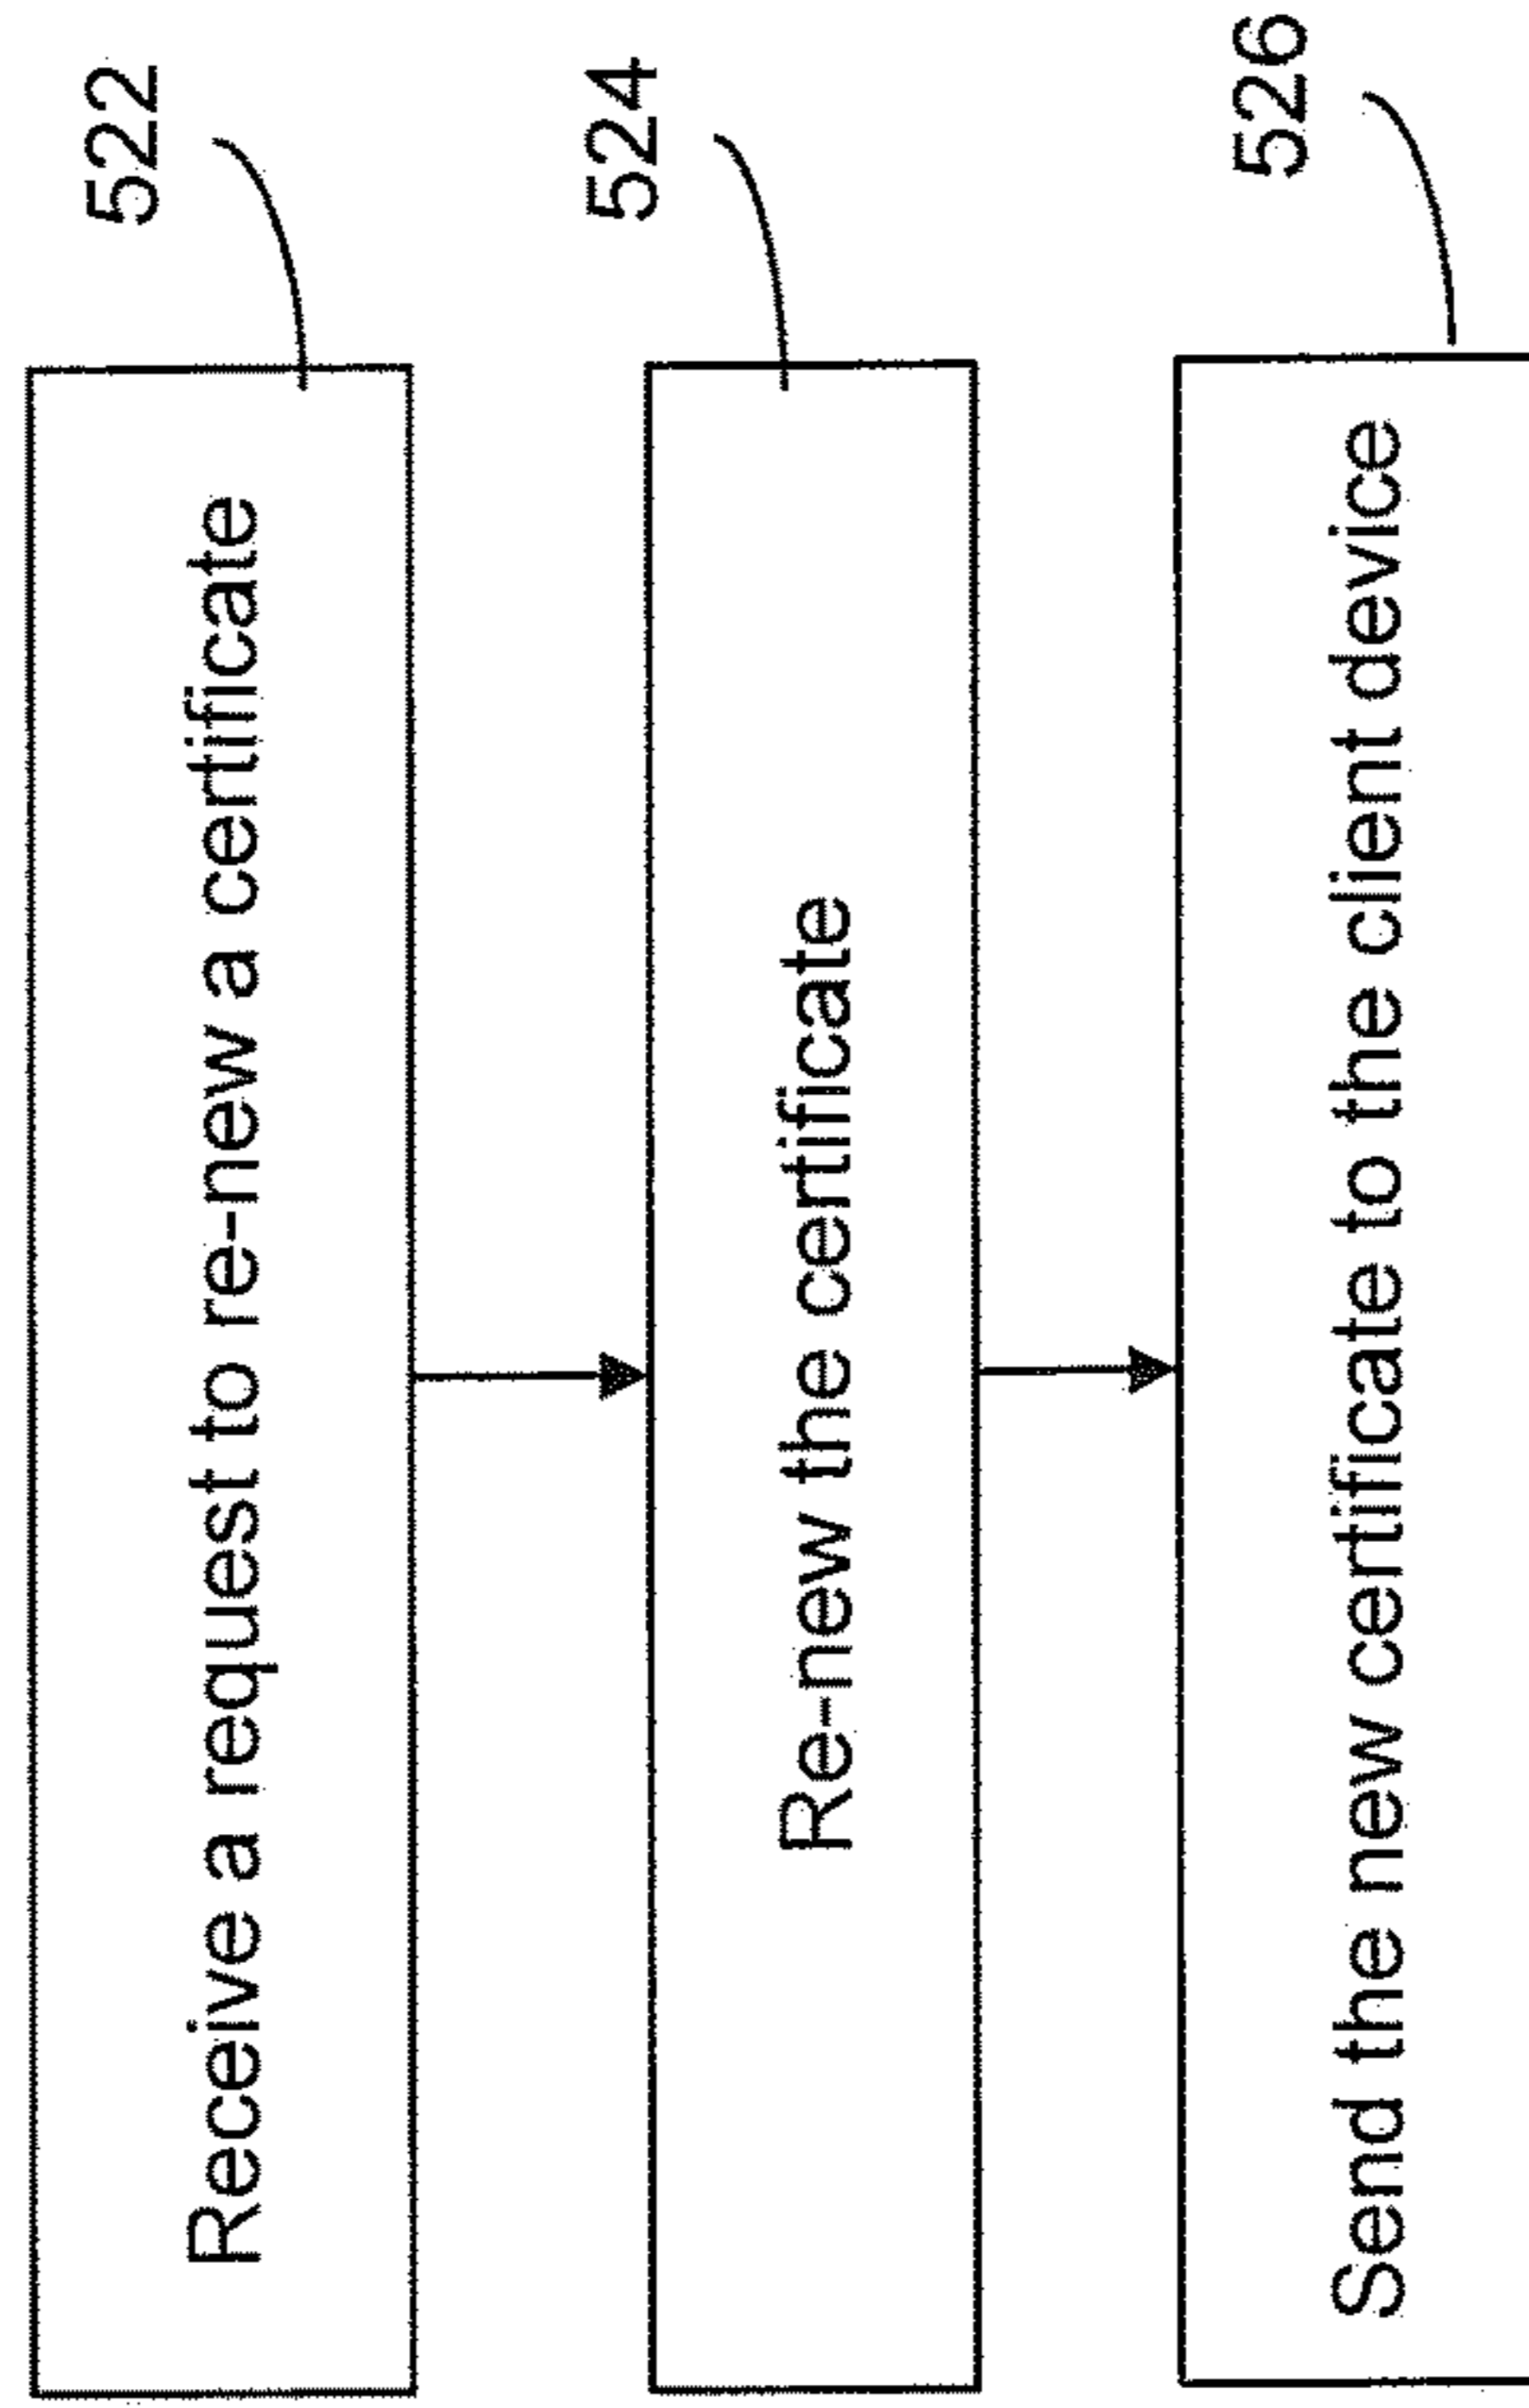 Receive a request to re-new a certificate
522
Re-new the certificate
524
Send the new certificate to the client device
526